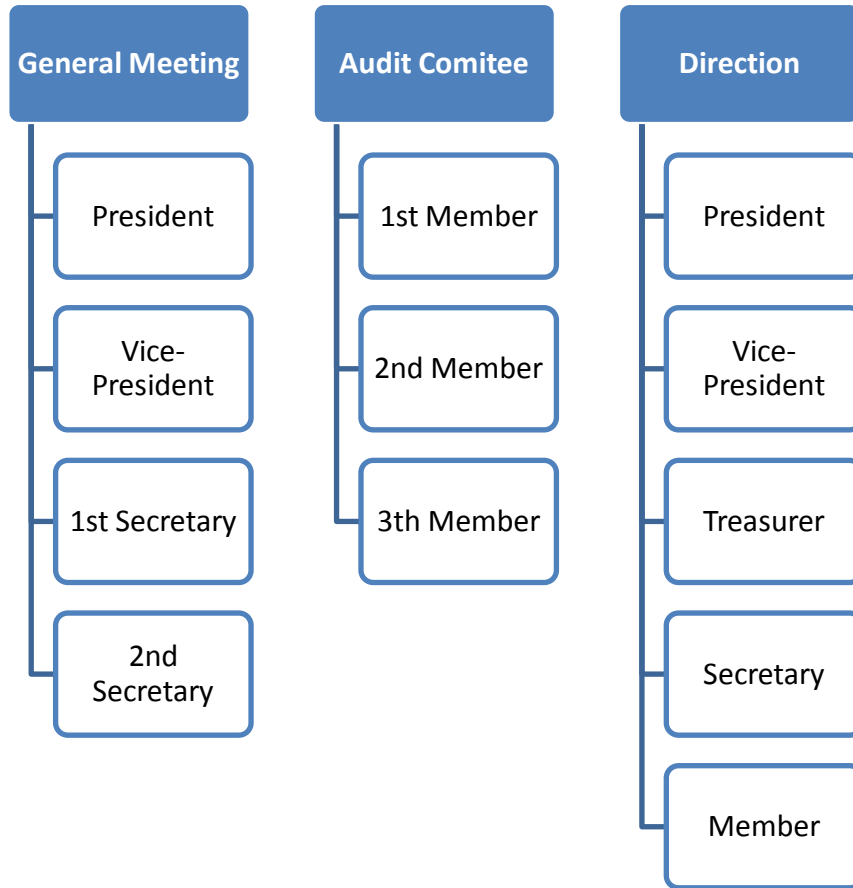 General Meeting
President
Vice-
President
1st Secretary
2nd
Secretary
Audit Comitee
1st Member
2nd Member
3th Member
Direction
President
Vice-
President
Treasurer
Secretary
Member